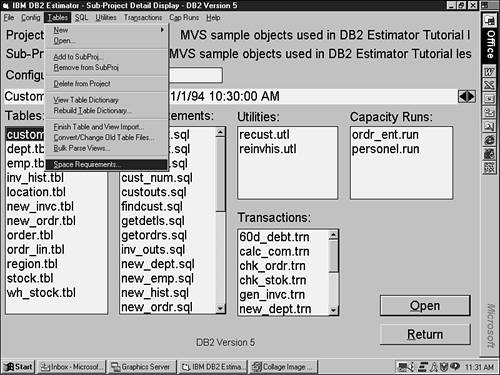 IBM DB2 Estimator - Sub-Project Detail Display - DB2 Version 5
File Config Tables SQL Utilities Transactions Cap Runs Help
New
Open...
Add to SubProj...
Remove from SubProj
Delete from Project
View Table Dictionary
Rebuild Table Dictionary...
Finish Table and View Import...
Convert/Change Old Table Files...
Bulk Parse Views...
Space Requirements...
Project
MVS sample objects used in DB2 Estimator Tutorial l
Sub-Pr
MVS sample objects used in DB2 Estimator Tutorial les
Configu
Custom
1/1/94 10:30:00 AM
Tables:
custom
dept.tbl
emp.tbl
inv_hist.tbl
location.tbl
new_invc.tbl
new_ordr.tbl
order.tbl
ordr_lin.tbl
region.tbl
stock.tbl
wh_stock.tbl
ements:
.sql
.sql
.sql
cust_num.sql
custouts.sql
findcust.sql
getdetls.sql
getordrs.sql
inv_outs.sql
new_dept.sql
new_emp.sql
new_hist.sql
new_ordr.sql
Utilities:
recust.utl
reinvhis.utl
Capacity Runs:
ordr_ent.run
personel.run
Transactions:
60d_debt.trn
calc_com.trn
chk_ordr.trn
chk_stok.trn
gen_invc.trn
new_dept.trn
Open
Return
DB2 Version 5
Office
Microsoft
Start
Inbox - Microsof...
Graphics Server
IBM DB2 Estima...
Collage Image ...
11:31 AM